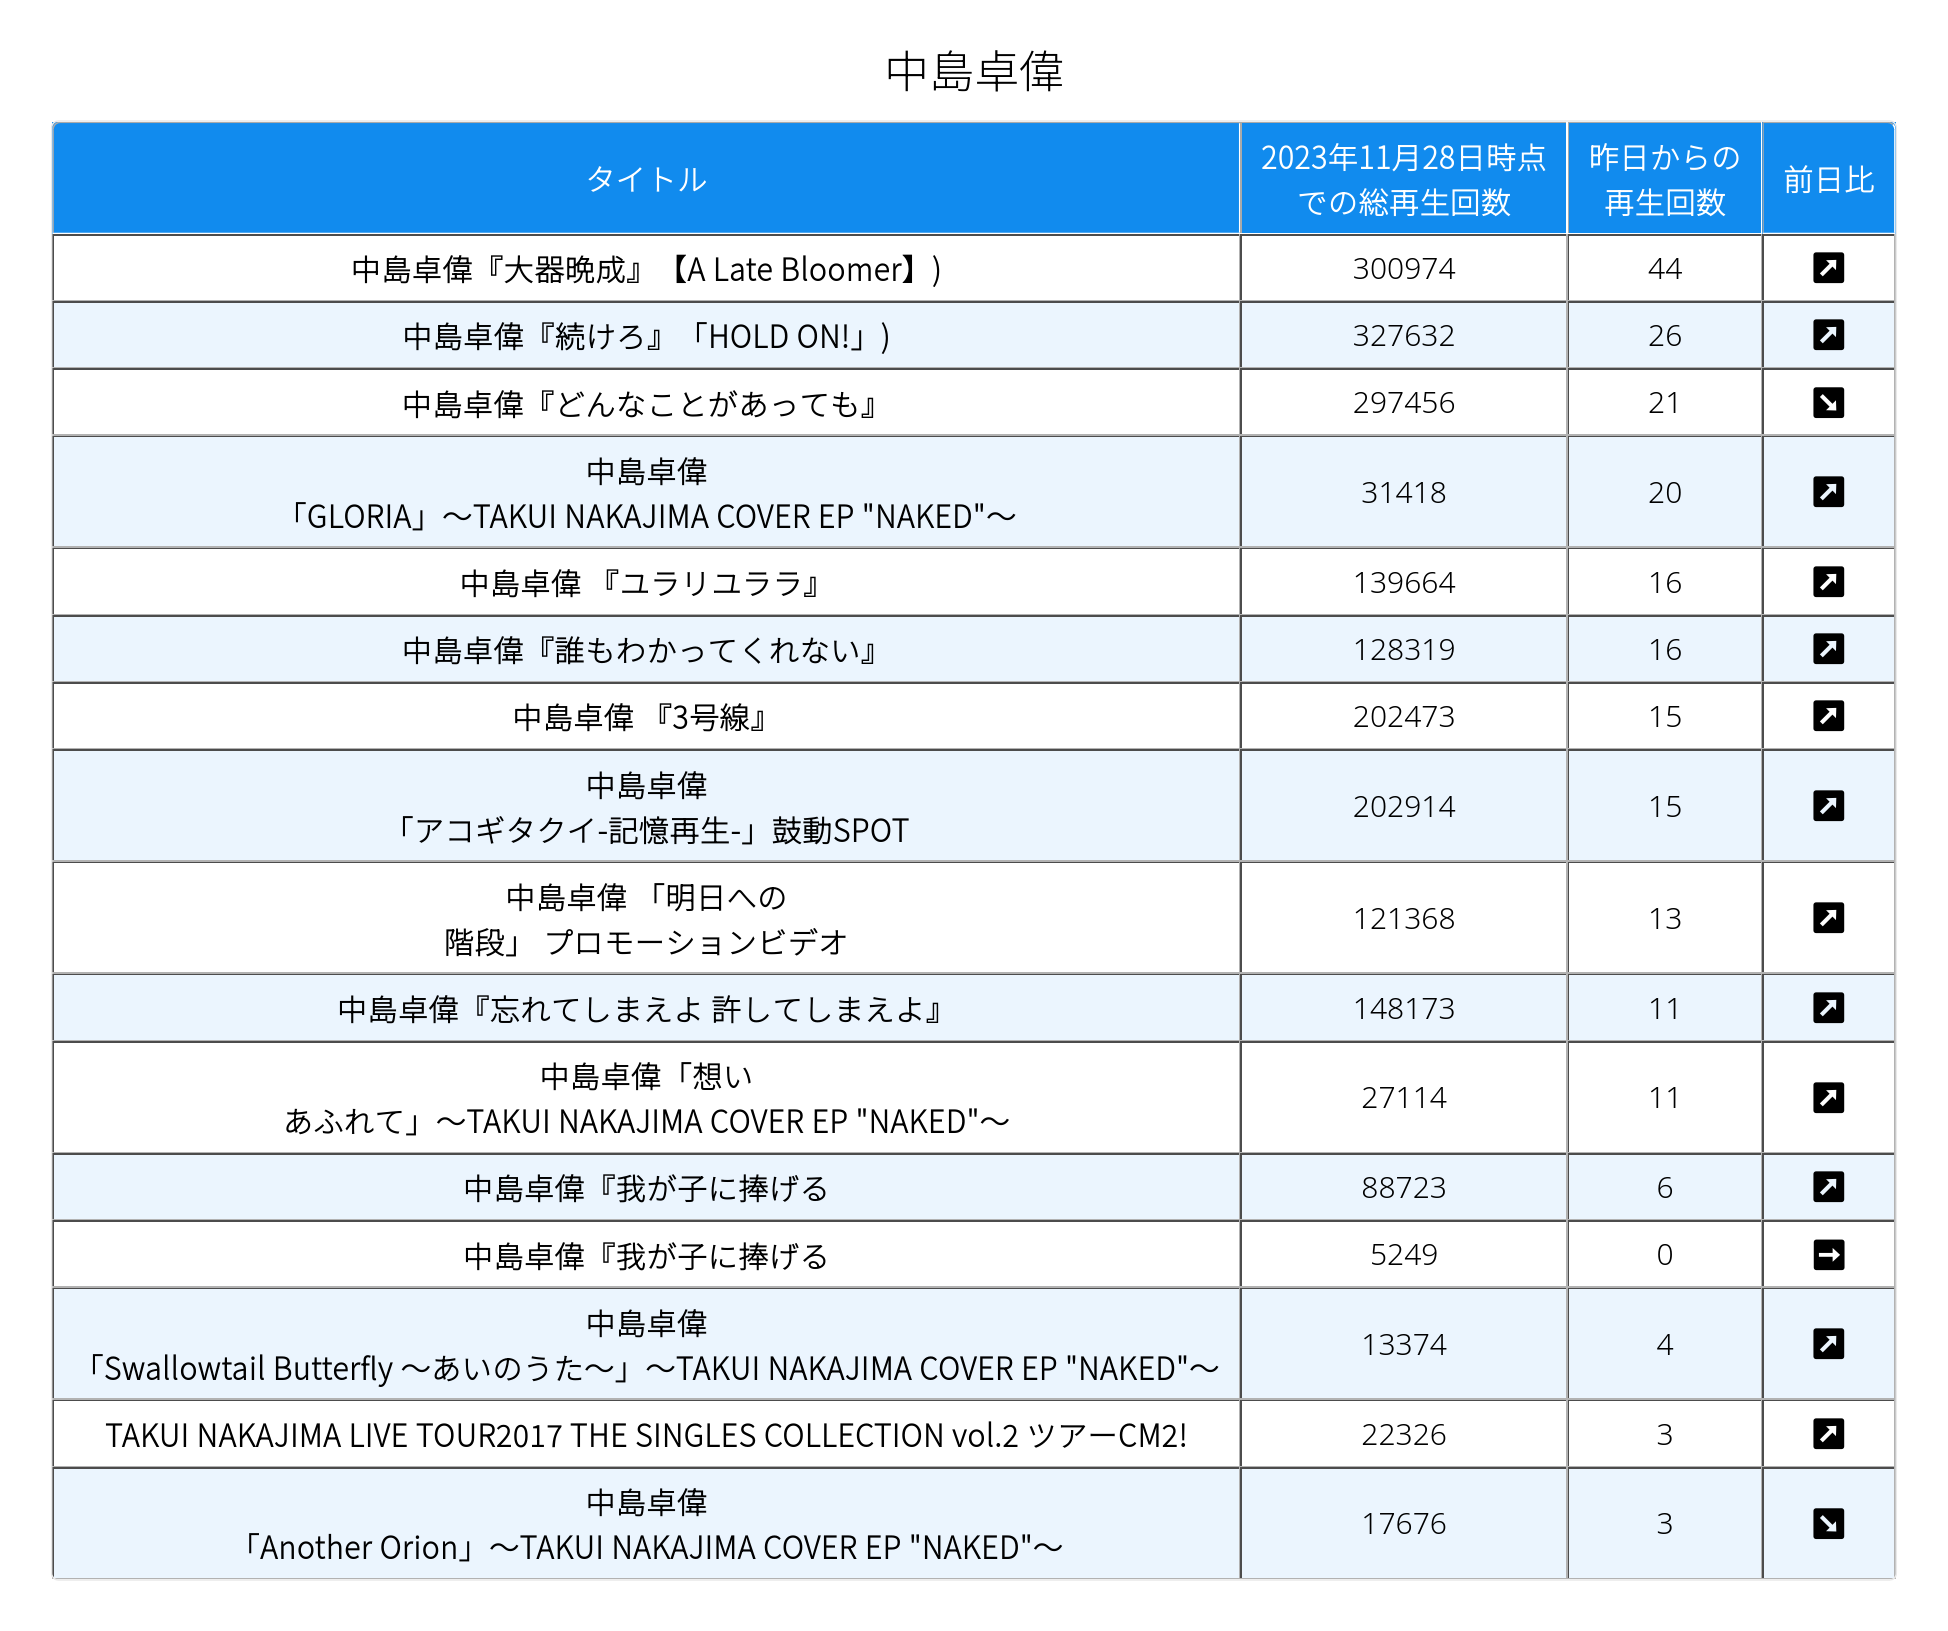 中島卓偉
タイトル
2023年11月28日時点
での総再生回数
昨日からの
再生回数
前日比
中島卓偉『大器晩成』【A Late Bloomer】)
300974
44
中島卓偉『続けろ』「HOLD ON!」)
327632
26
中島卓偉『どんなことがあっても』
297456
21
中島卓偉
「GLORIA」～TAKUI NAKAJIMA COVER EP "NAKED"～
31418
20
中島卓偉 『ユラリユララ』
139664
16
中島卓偉『誰もわかってくれない』
128319
16
中島卓偉 『3号線』
202473
15
中島卓偉
「アコギタクイ-記憶再生-」鼓動SPOT
202914
15
中島卓偉 「明日への
階段」 プロモーションビデオ
121368
13
中島卓偉『忘れてしまえよ 許してしまえよ』
148173
11
中島卓偉「想い
あふれて」～TAKUI NAKAJIMA COVER EP "NAKED"～
27114
11
中島卓偉『我が子に捧げる
88723
6
中島卓偉『我が子に捧げる
5249
0
中島卓偉
「Swallowtail Butterfly ～あいのうた～」～TAKUI NAKAJIMA COVER EP "NAKED"～
13374
4
TAKUI NAKAJIMA LIVE TOUR2017 THE SINGLES COLLECTION vol.2 ツアーCM2!
22326
3
中島卓偉
「Another Orion」～TAKUI NAKAJIMA COVER EP "NAKED"～
17676
3